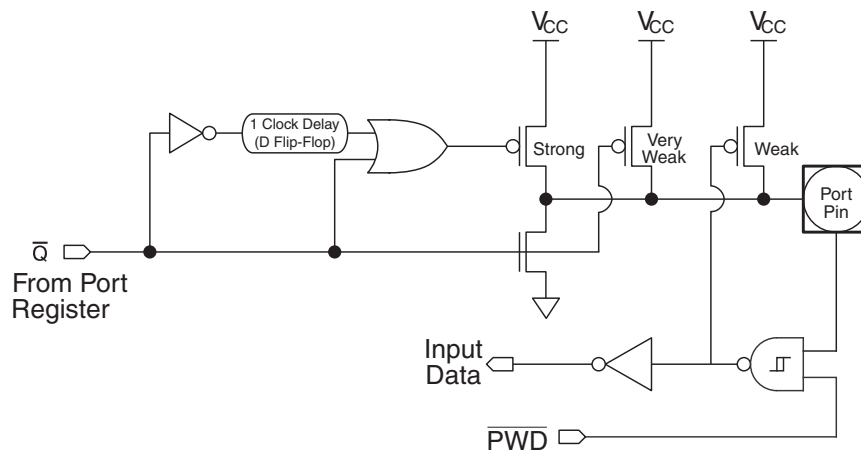 V_CC V_CC V_CC
1 Clock Delay
(D Flip-Flop)
Strong
Very
Weak
Weak
Port
Pin
Q̅
From Port
Register
Input
Data
P̅W̅D̅